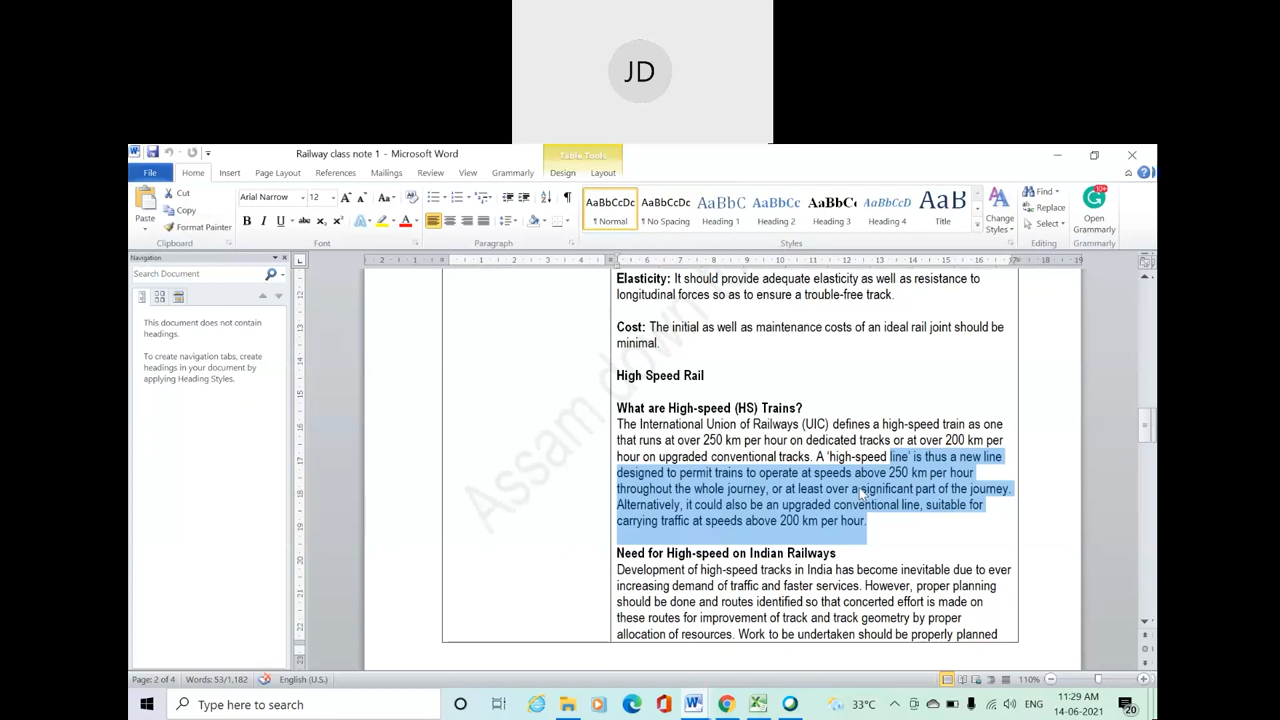 JD
Railway class note 1 - Microsoft Word
Table Tools
File Home Insert Page Layout References Mailings Review View Grammarly Design Layout
Paste
Cut
Copy
Format Painter
Clipboard
Arial Narrow 12
Font
Paragraph
AaBbCcDc AaBbCcDc AaBbC AaBbCc AaBbCc AaBbCcD AaB
¶ Normal ¶ No Spacing Heading 1 Heading 2 Heading 3 Heading 4 Title
Styles
Change
Styles
Find
Replace
Select
Editing
Open
Grammarly
Grammarly
Navigation
Search Document
This document does not contain
headings.
To create navigation tabs, create
headings in your document by
applying Heading Styles.
Elasticity: It should provide adequate elasticity as well as resistance to
longitudinal forces so as to ensure a trouble-free track.
Cost: The initial as well as maintenance costs of an ideal rail joint should be
minimal.
High Speed Rail
What are High-speed (HS) Trains?
The International Union of Railways (UIC) defines a high-speed train as one
that runs at over 250 km per hour on dedicated tracks or at over 200 km per
hour on upgraded conventional tracks. A ‘high-speed line’ is thus a new line
designed to permit trains to operate at speeds above 250 km per hour
throughout the whole journey, or at least over a significant part of the journey.
Alternatively, it could also be an upgraded conventional line, suitable for
carrying traffic at speeds above 200 km per hour.
Need for High-speed on Indian Railways
Development of high-speed tracks in India has become inevitable due to ever
increasing demand of traffic and faster services. However, proper planning
should be done and routes identified so that concerted effort is made on
these routes for improvement of track and track geometry by proper
allocation of resources. Work to be undertaken should be properly planned
Assam down
Page: 2 of 4 Words: 53/1,182 English (U.S.) 110%
Type here to search
33°C ENG 11:29 AM
14-06-2021
20